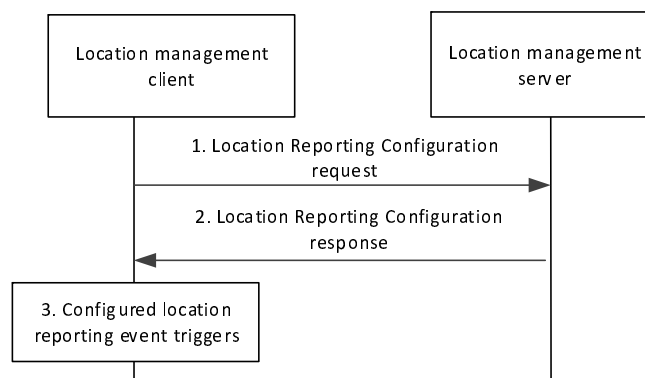 Location management
client
Location management
server
1. Location Reporting Configuration
request
2. Location Reporting Configuration
response
3. Configured location
reporting event triggers